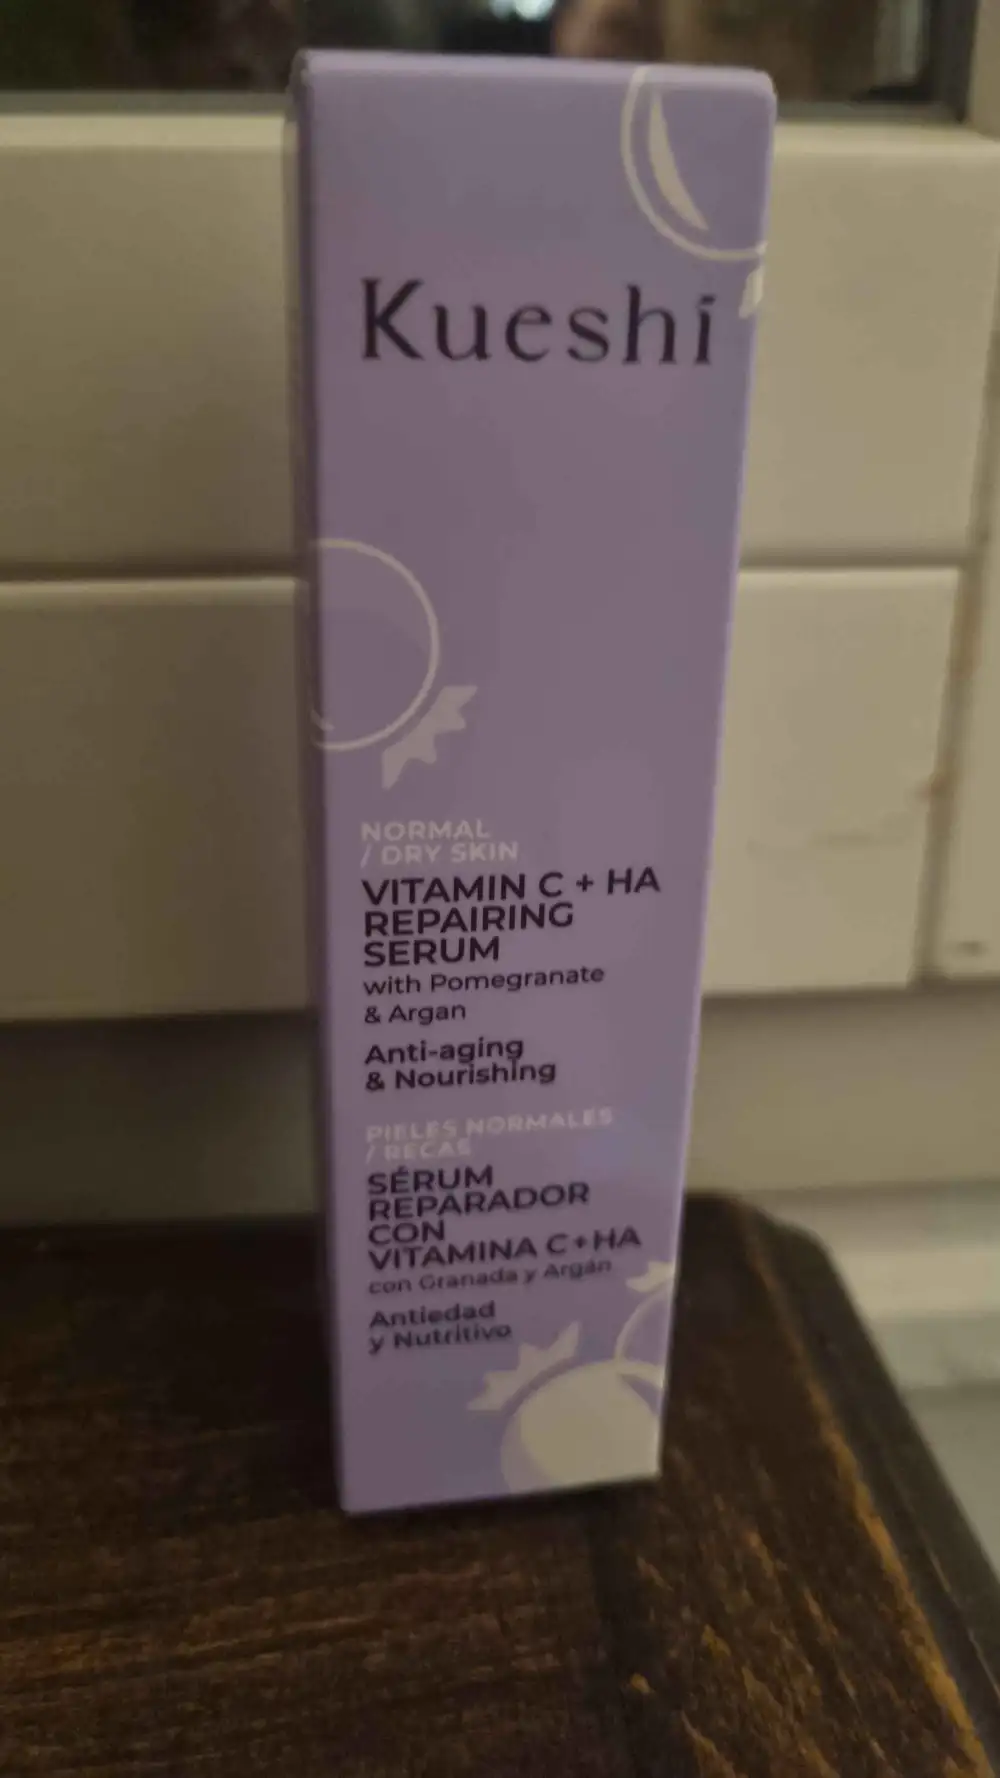 Kueshi
NORMAL
/ DRY SKIN
VITAMIN C + HA
REPAIRING
SERUM
with Pomegranate
& Argan
Anti-aging
& Nourishing
PIELES NORMALES
/ RECAS
SÉRUM
REPARADOR
CON
VITAMINA C+HA
con Granada y Argán
Antiedad
y Nutritivo